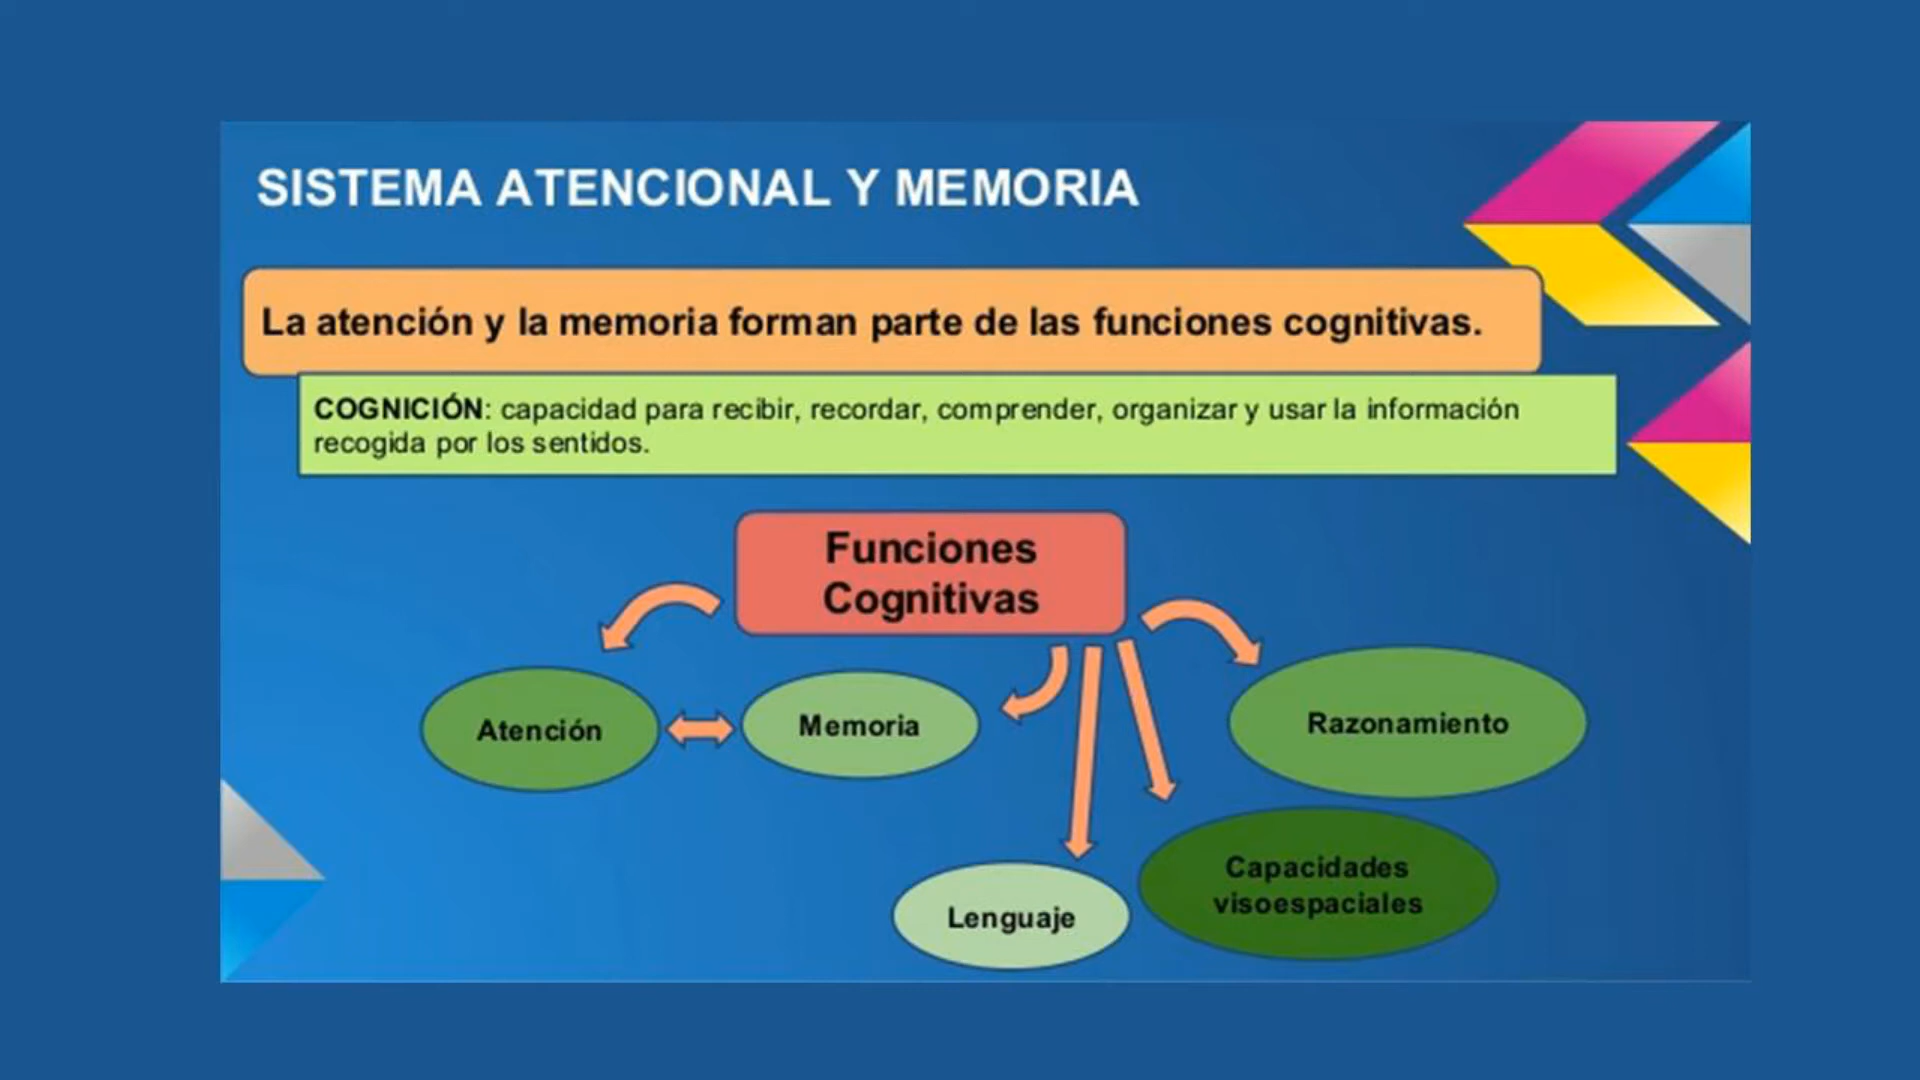 SISTEMA ATENCIONAL Y MEMORIA
La atención y la memoria forman parte de las funciones cognitivas.
COGNICIÓN: capacidad para recibir, recordar, comprender, organizar y usar la información
recogida por los sentidos.
Funciones
Cognitivas
Atención
Memoria
Razonamiento
Capacidades
visoespaciales
Lenguaje